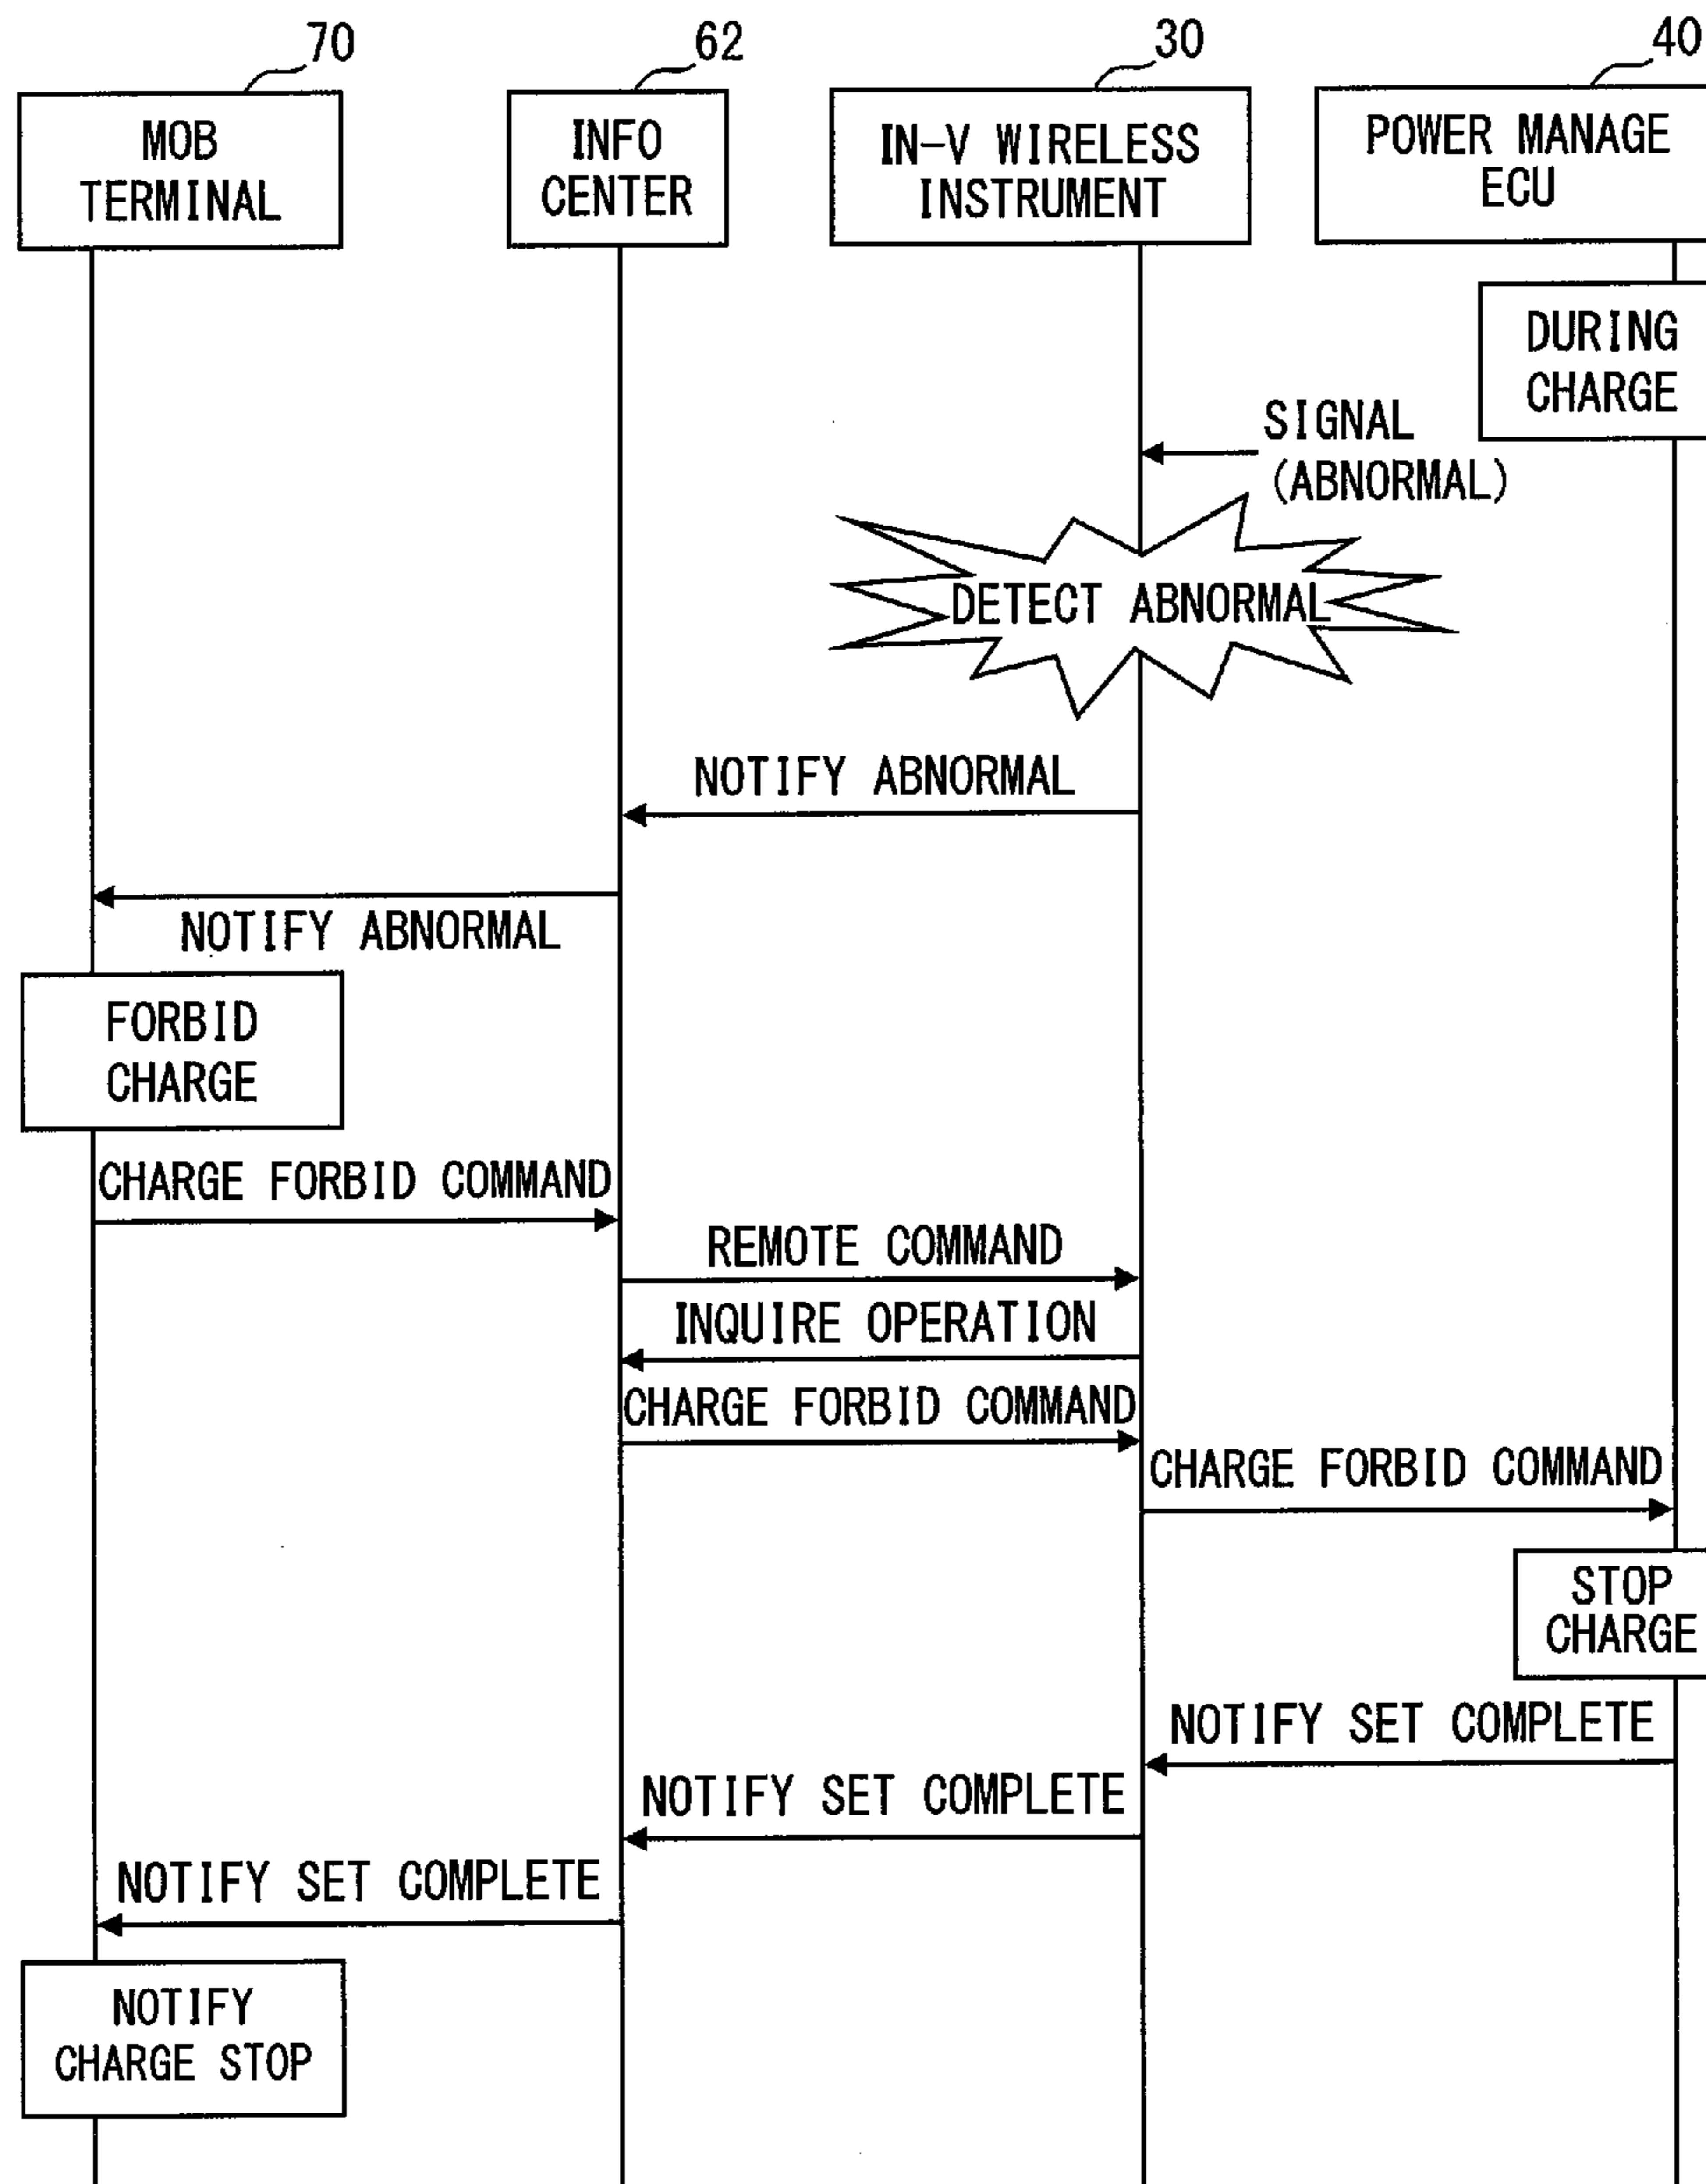 70
62
30
40
MOB
TERMINAL
INFO
CENTER
IN-V WIRELESS
INSTRUMENT
POWER MANAGE
ECU
DURING
CHARGE
SIGNAL
(ABNORMAL)
DETECT ABNORMAL
NOTIFY ABNORMAL
NOTIFY ABNORMAL
FORBID
CHARGE
CHARGE FORBID COMMAND
REMOTE COMMAND
INQUIRE OPERATION
CHARGE FORBID COMMAND
CHARGE FORBID COMMAND
STOP
CHARGE
NOTIFY SET COMPLETE
NOTIFY SET COMPLETE
NOTIFY SET COMPLETE
NOTIFY
CHARGE STOP